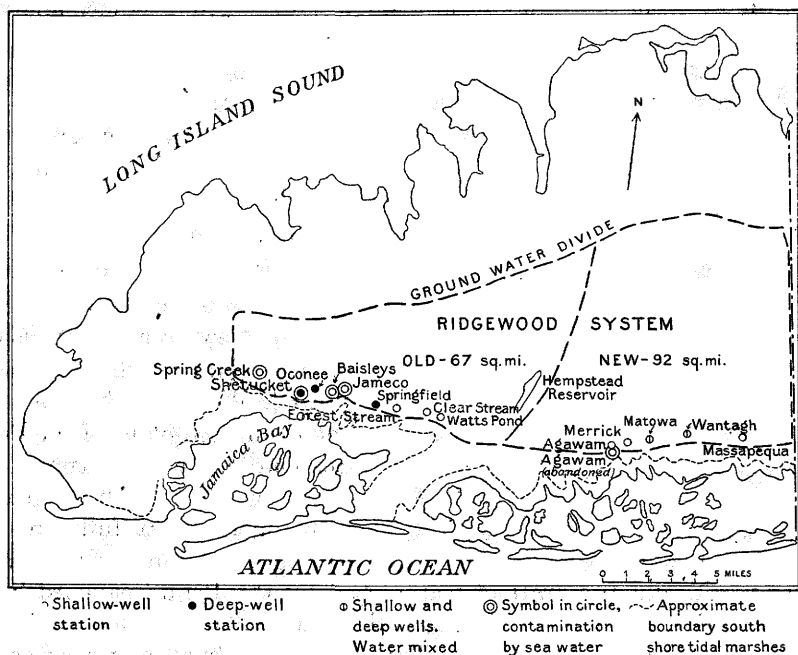 LONG ISLAND SOUND
N
GROUND WATER DIVIDE
RIDGEWOOD SYSTEM
OLD-67 sq.mi.
NEW-92 sq.mi.
Spring Creek
Shetucket
Oconee
Baisleys
Jameco
Springfield
Forest Stream
Clear Stream
Watts Pond
Hempstead
Reservoir
Jamaica Bay
Merrick
Matowa
Wantagh
Agawam
Massapequa
Agawam
abandoned
ATLANTIC OCEAN
0 1 2 3 4 5 MILES
Shallow-well
station
Deep-well
station
Shallow and
deep wells.
Water mixed
Symbol in circle,
contamination
by sea water
Approximate
boundary south
shore tidal marshes